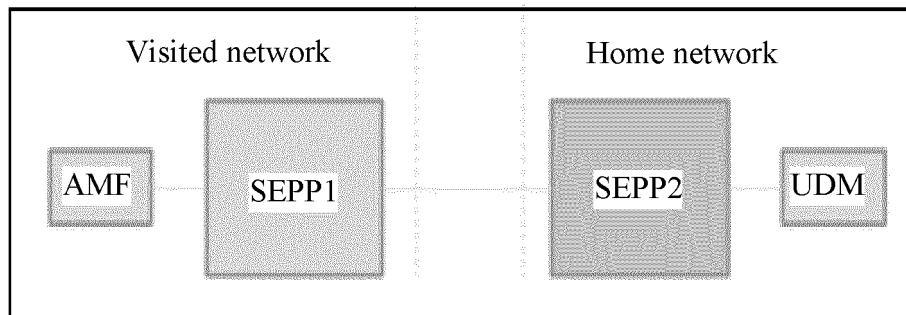 Visited network
Home network
AMF
SEPP1
SEPP2
UDM